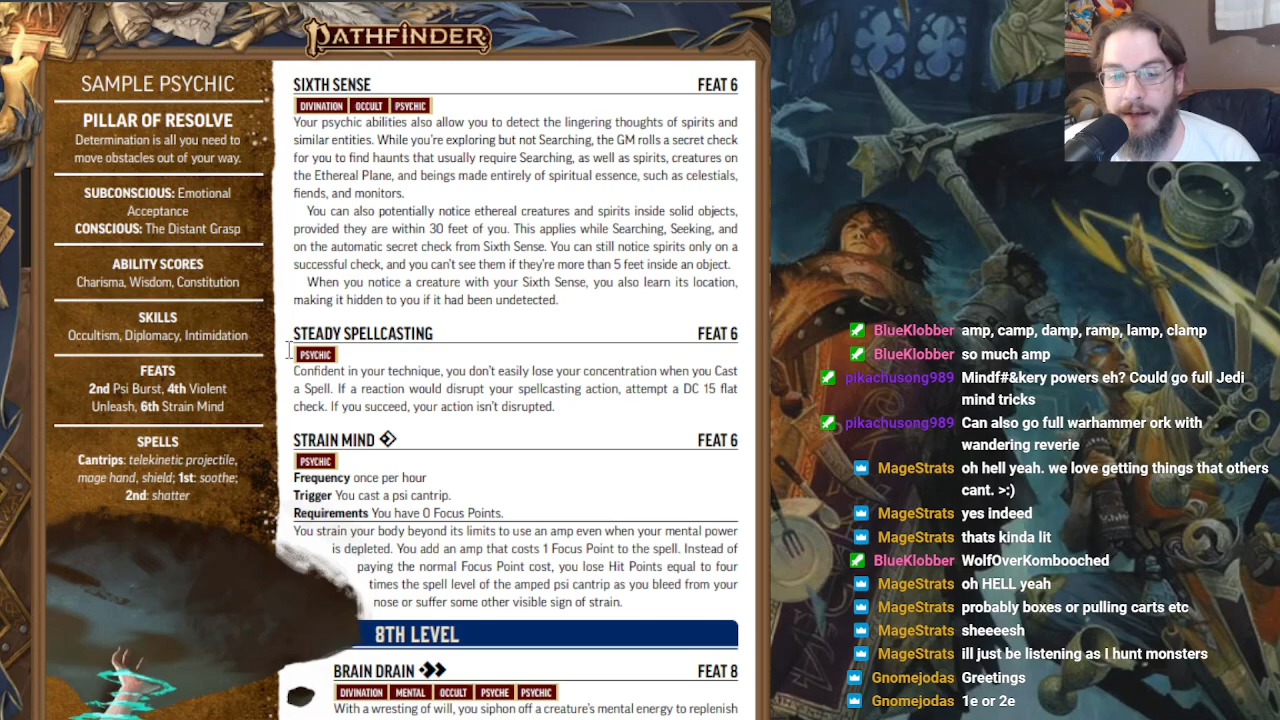 PATHFINDER
SAMPLE PSYCHIC
PILLAR OF RESOLVE
Determination is all you need to
move obstacles out of your way.
SUBCONSCIOUS: Emotional
Acceptance
CONSCIOUS: The Distant Grasp
ABILITY SCORES
Charisma, Wisdom, Constitution
SKILLS
Occultism, Diplomacy, Intimidation
FEATS
2nd Psi Burst, 4th Violent
Unleash, 6th Strain Mind
SPELLS
Cantrips: telekinetic projectile,
mage hand, shield; 1st: soothe;
2nd: shatter
SIXTH SENSE FEAT 6
DIVINATION OCCULT PSYCHIC
Your psychic abilities also allow you to detect the lingering thoughts of spirits and
similar entities. While you're exploring but not Searching, the GM rolls a secret check
for you to find haunts that usually require Searching, as well as spirits, creatures on
the Ethereal Plane, and beings made entirely of spiritual essence, such as celestials,
fiends, and monitors.
You can also potentially notice ethereal creatures and spirits inside solid objects,
provided they are within 30 feet of you. This applies while Searching, Seeking, and
on the automatic secret check from Sixth Sense. You can still notice spirits only on a
successful check, and you can't see them if they're more than 5 feet inside an object.
When you notice a creature with your Sixth Sense, you also learn its location,
making it hidden to you if it had been undetected.
STEADY SPELLCASTING FEAT 6
PSYCHIC
Confident in your technique, you don't easily lose your concentration when you Cast
a Spell. If a reaction would disrupt your spellcasting action, attempt a DC 15 flat
check. If you succeed, your action isn't disrupted.
STRAIN MIND FEAT 6
PSYCHIC
Frequency once per hour
Trigger You cast a psi cantrip.
Requirements You have 0 Focus Points.
You strain your body beyond its limits to use an amp even when your mental power
is depleted. You add an amp that costs 1 Focus Point to the spell. Instead of
paying the normal Focus Point cost, you lose Hit Points equal to four
times the spell level of the amped psi cantrip as you bleed from your
nose or suffer some other visible sign of strain.
8TH LEVEL
BRAIN DRAIN FEAT 8
DIVINATION MENTAL OCCULT PSYCHE PSYCHIC
With a wresting of will, you siphon off a creature's mental energy to replenish
BlueKlobber amp, camp, damp, ramp, lamp, clamp
BlueKlobber so much amp
pikachusong989 Mindf#&kery powers eh? Could go full Jedi
mind tricks
pikachusong989 Can also go full warhammer ork with
wandering reverie
MageStrats oh hell yeah. we love getting things that others
cant. >:)
MageStrats yes indeed
MageStrats thats kinda lit
BlueKlobber WolfOverKombooched
MageStrats oh HELL yeah
MageStrats probably boxes or pulling carts etc
MageStrats sheeeesh
MageStrats ill just be listening as I hunt monsters
Gnomejodas Greetings
Gnomejodas 1e or 2e